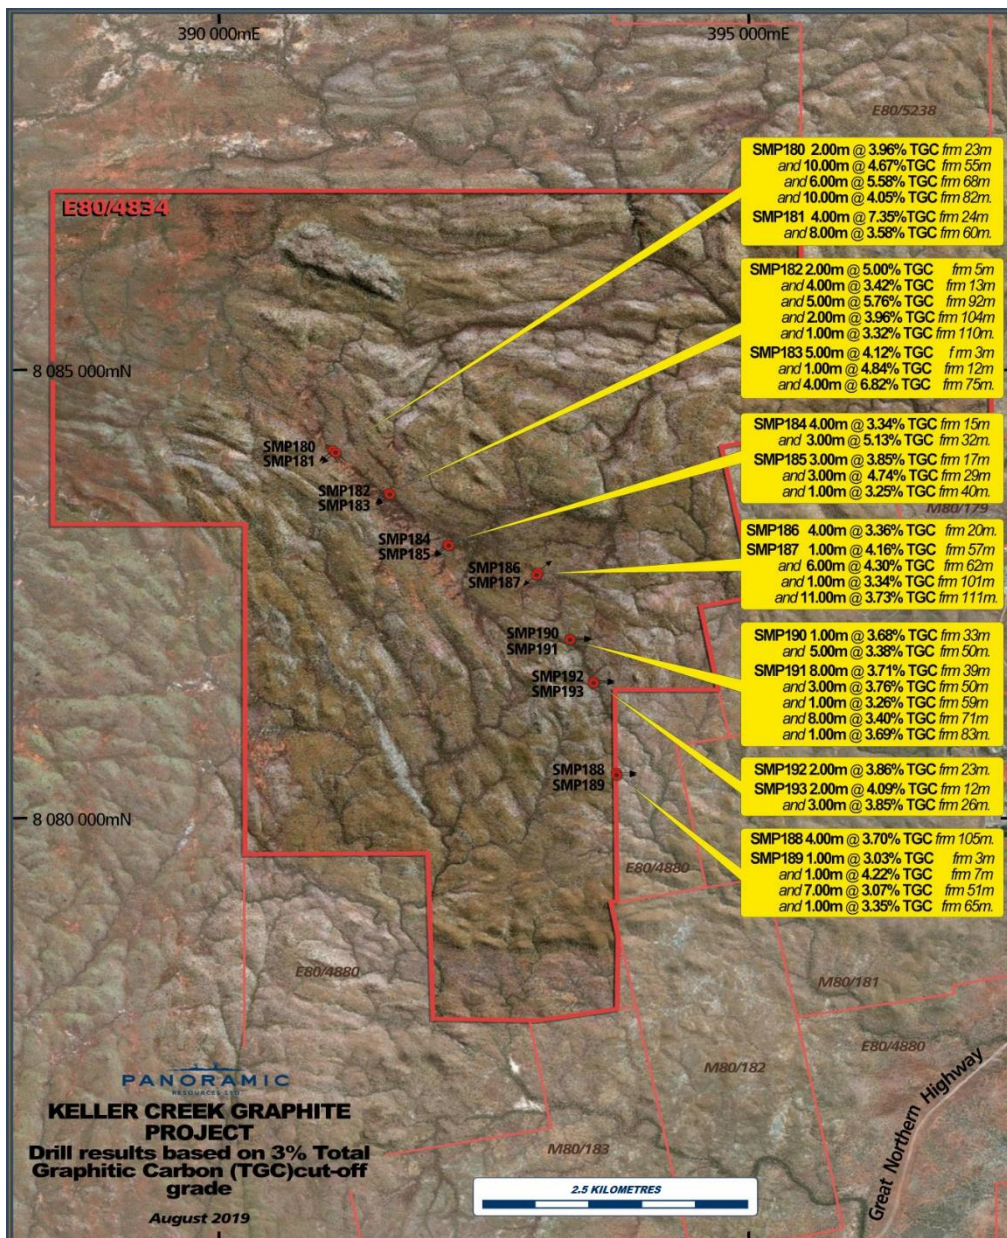 390 000mE
395 000mE
E80/5238
E80/4834
SMP180 2.00m @ 3.96% TGC frm 23m
and 10.00m @ 4.67%TGC frm 55m
and 6.00m @ 5.58% TGC frm 68m
and 10.00m @ 4.05% TGC frm 82m.
SMP181 4.00m @ 7.35%TGC frm 24m
and 8.00m @ 3.58% TGC frm 60m.
SMP182 2.00m @ 5.00% TGC frm 5m
and 4.00m @ 3.42% TGC frm 13m
and 5.00m @ 5.76% TGC frm 92m
and 2.00m @ 3.96% TGC frm 104m
and 1.00m @ 3.32% TGC frm 110m.
SMP183 5.00m @ 4.12% TGC f rm 3m
and 1.00m @ 4.84% TGC frm 12m
and 4.00m @ 6.82% TGC frm 75m.
8 085 000mN
SMP184 4.00m @ 3.34% TGC frm 15m
and 3.00m @ 5.13% TGC frm 32m.
SMP185 3.00m @ 3.85% TGC frm 17m
and 3.00m @ 4.74% TGC frm 29m
and 1.00m @ 3.25% TGC frm 40m.
SMP180
SMP181
SMP182
SMP183
M80/179
SMP184
SMP185
SMP186 4.00m @ 3.36% TGC frm 20m.
SMP187 1.00m @ 4.16% TGC frm 57m
and 6.00m @ 4.30% TGC frm 62m
and 1.00m @ 3.34% TGC frm 101m
and 11.00m @ 3.73% TGC frm 111m.
SMP186
SMP187
SMP190
SMP191
SMP190 1.00m @ 3.68% TGC frm 33m
and 5.00m @ 3.38% TGC frm 50m.
SMP191 8.00m @ 3.71% TGC frm 39m
and 3.00m @ 3.76% TGC frm 50m
and 1.00m @ 3.26% TGC frm 59m
and 8.00m @ 3.40% TGC frm 71m
and 1.00m @ 3.69% TGC frm 83m.
SMP192
SMP193
SMP192 2.00m @ 3.86% TGC frm 23m.
SMP193 2.00m @ 4.09% TGC frm 12m
and 3.00m @ 3.85% TGC frm 26m.
SMP188
SMP189
8 080 000mN
SMP188 4.00m @ 3.70% TGC frm 105m.
SMP189 1.00m @ 3.03% TGC frm 3m
and 1.00m @ 4.22% TGC frm 7m
and 7.00m @ 3.07% TGC frm 51m
and 1.00m @ 3.35% TGC frm 65m.
E80/4880
E80/4880
M80/181
E80/4880
M80/182
M80/183
Great Northern Highway
PANORAMIC
RESOURCES LTD
KELLER CREEK GRAPHITE
PROJECT
Drill results based on 3% Total
Graphitic Carbon (TGC)cut-off
grade
August 2019
2.5 KILOMETRES